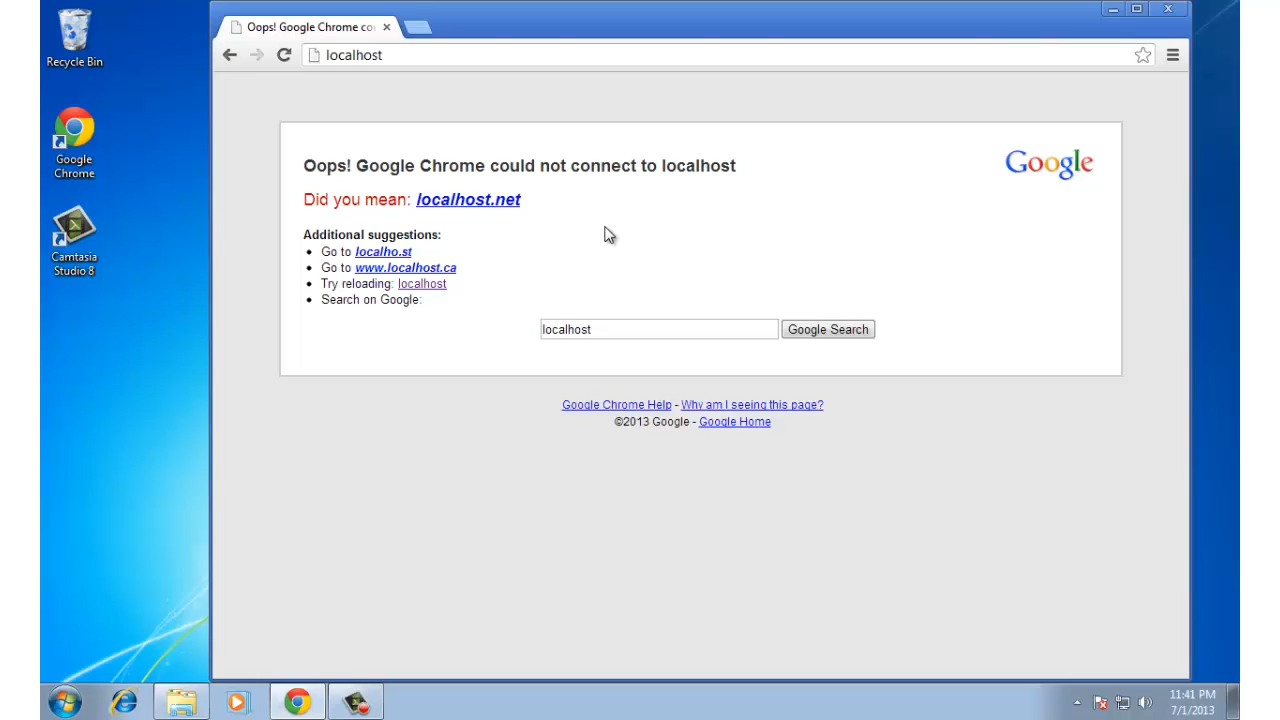 Recycle Bin
Google
Chrome
Camtasia
Studio 8
Oops! Google Chrome co
localhost
Oops! Google Chrome could not connect to localhost
Google
Did you mean: localhost.net
Additional suggestions:
Go to localho.st
Go to www.localhost.ca
Try reloading: localhost
Search on Google:
localhost Google Search
Google Chrome Help - Why am I seeing this page?
©2013 Google - Google Home
11:41 PM
7/1/2013